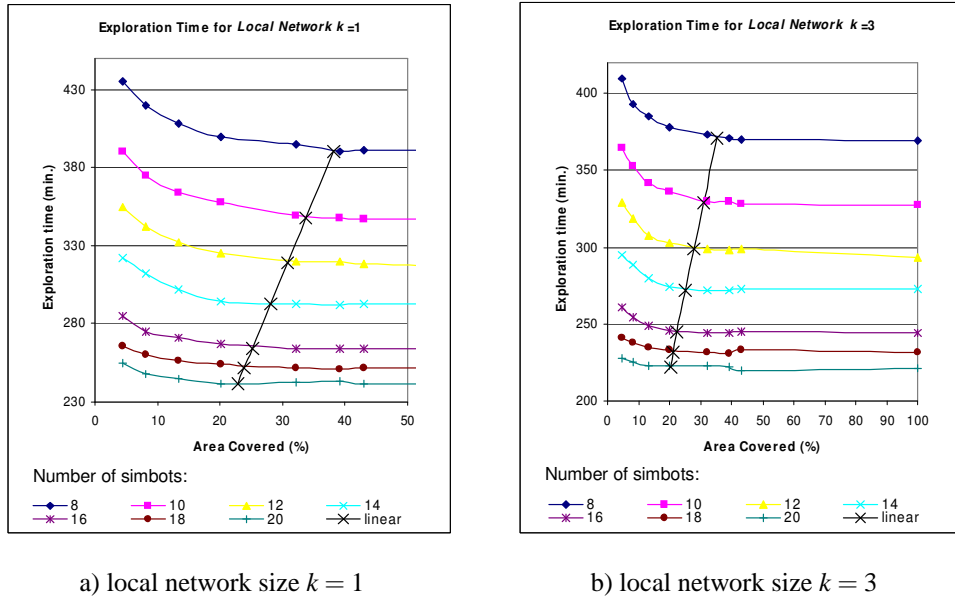 Exploration Time for Local Network k =1
430
380
330
280
230
0 10 20 30 40 50
Exploration time (min.)
Area Covered (%)
Number of simbots:
8 10 12 14
16 18 20 linear
a) local network size k = 1
Exploration Time for Local Network k =3
400
350
300
250
200
0 10 20 30 40 50 60 70 80 90 100
Exploration time (min.)
Area Covered (%)
Number of simbots:
8 10 12 14
16 18 20 linear
b) local network size k = 3